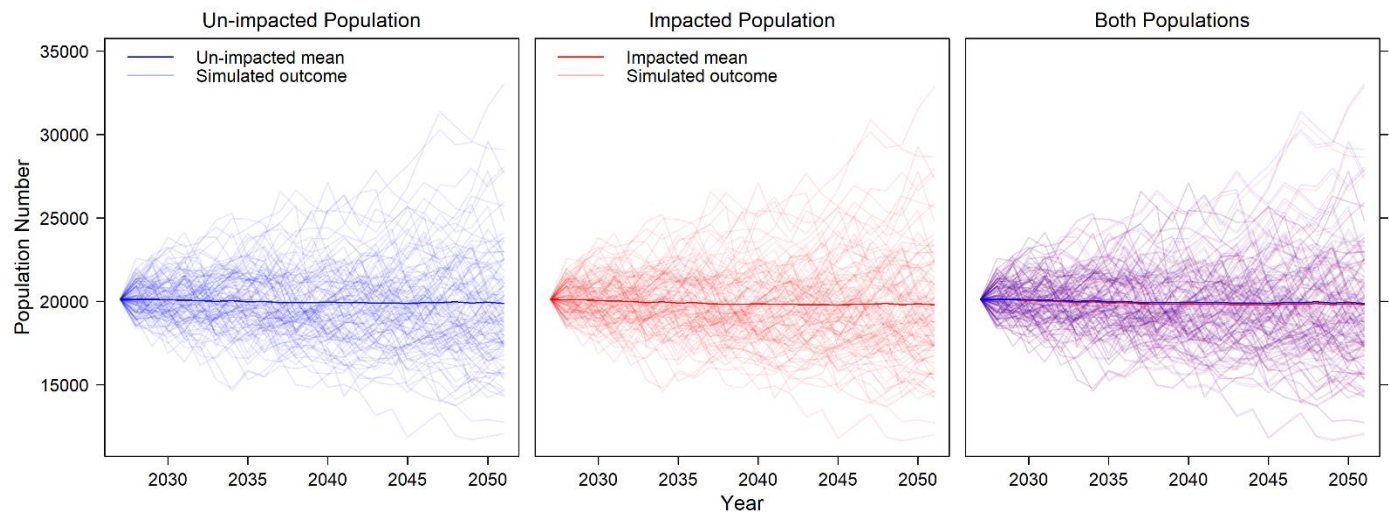 Un-impacted Population
Impacted Population
Both Populations
Un-impacted mean
Simulated outcome
Impacted mean
Simulated outcome
Population Number
35000
30000
25000
20000
15000
2030 2035 2040 2045 2050
2030 2035 2040 2045 2050
2030 2035 2040 2045 2050
Year